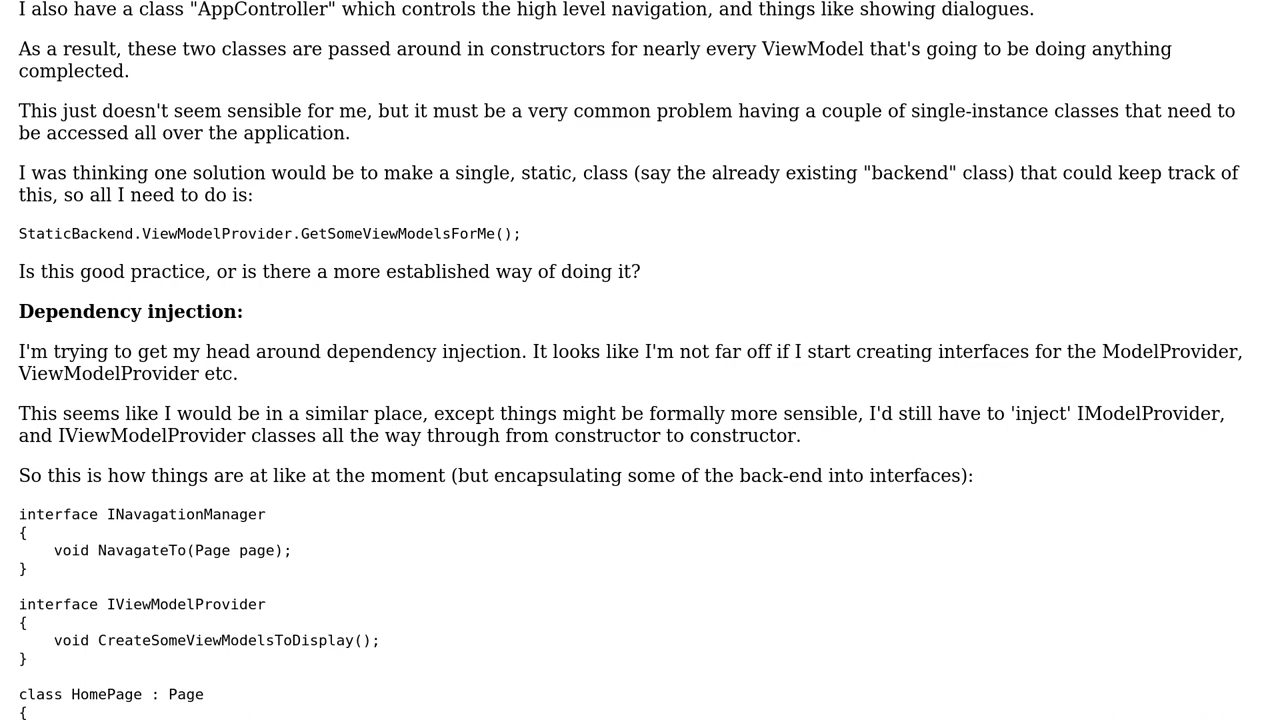 I also have a class "AppController" which controls the high level navigation, and things like showing dialogues.
As a result, these two classes are passed around in constructors for nearly every ViewModel that's going to be doing anything
complected.
This just doesn't seem sensible for me, but it must be a very common problem having a couple of single-instance classes that need to
be accessed all over the application.
I was thinking one solution would be to make a single, static, class (say the already existing "backend" class) that could keep track of
this, so all I need to do is:
StaticBackend.ViewModelProvider.GetSomeViewModelsForMe();
Is this good practice, or is there a more established way of doing it?
Dependency injection:
I'm trying to get my head around dependency injection. It looks like I'm not far off if I start creating interfaces for the ModelProvider,
ViewModelProvider etc.
This seems like I would be in a similar place, except things might be formally more sensible, I'd still have to 'inject' IModelProvider,
and IViewModelProvider classes all the way through from constructor to constructor.
So this is how things are at like at the moment (but encapsulating some of the back-end into interfaces):
interface INavagationManager
{
    void NavagateTo(Page page);
}
interface IViewModelProvider
{
    void CreateSomeViewModelsToDisplay();
}
class HomePage : Page
{